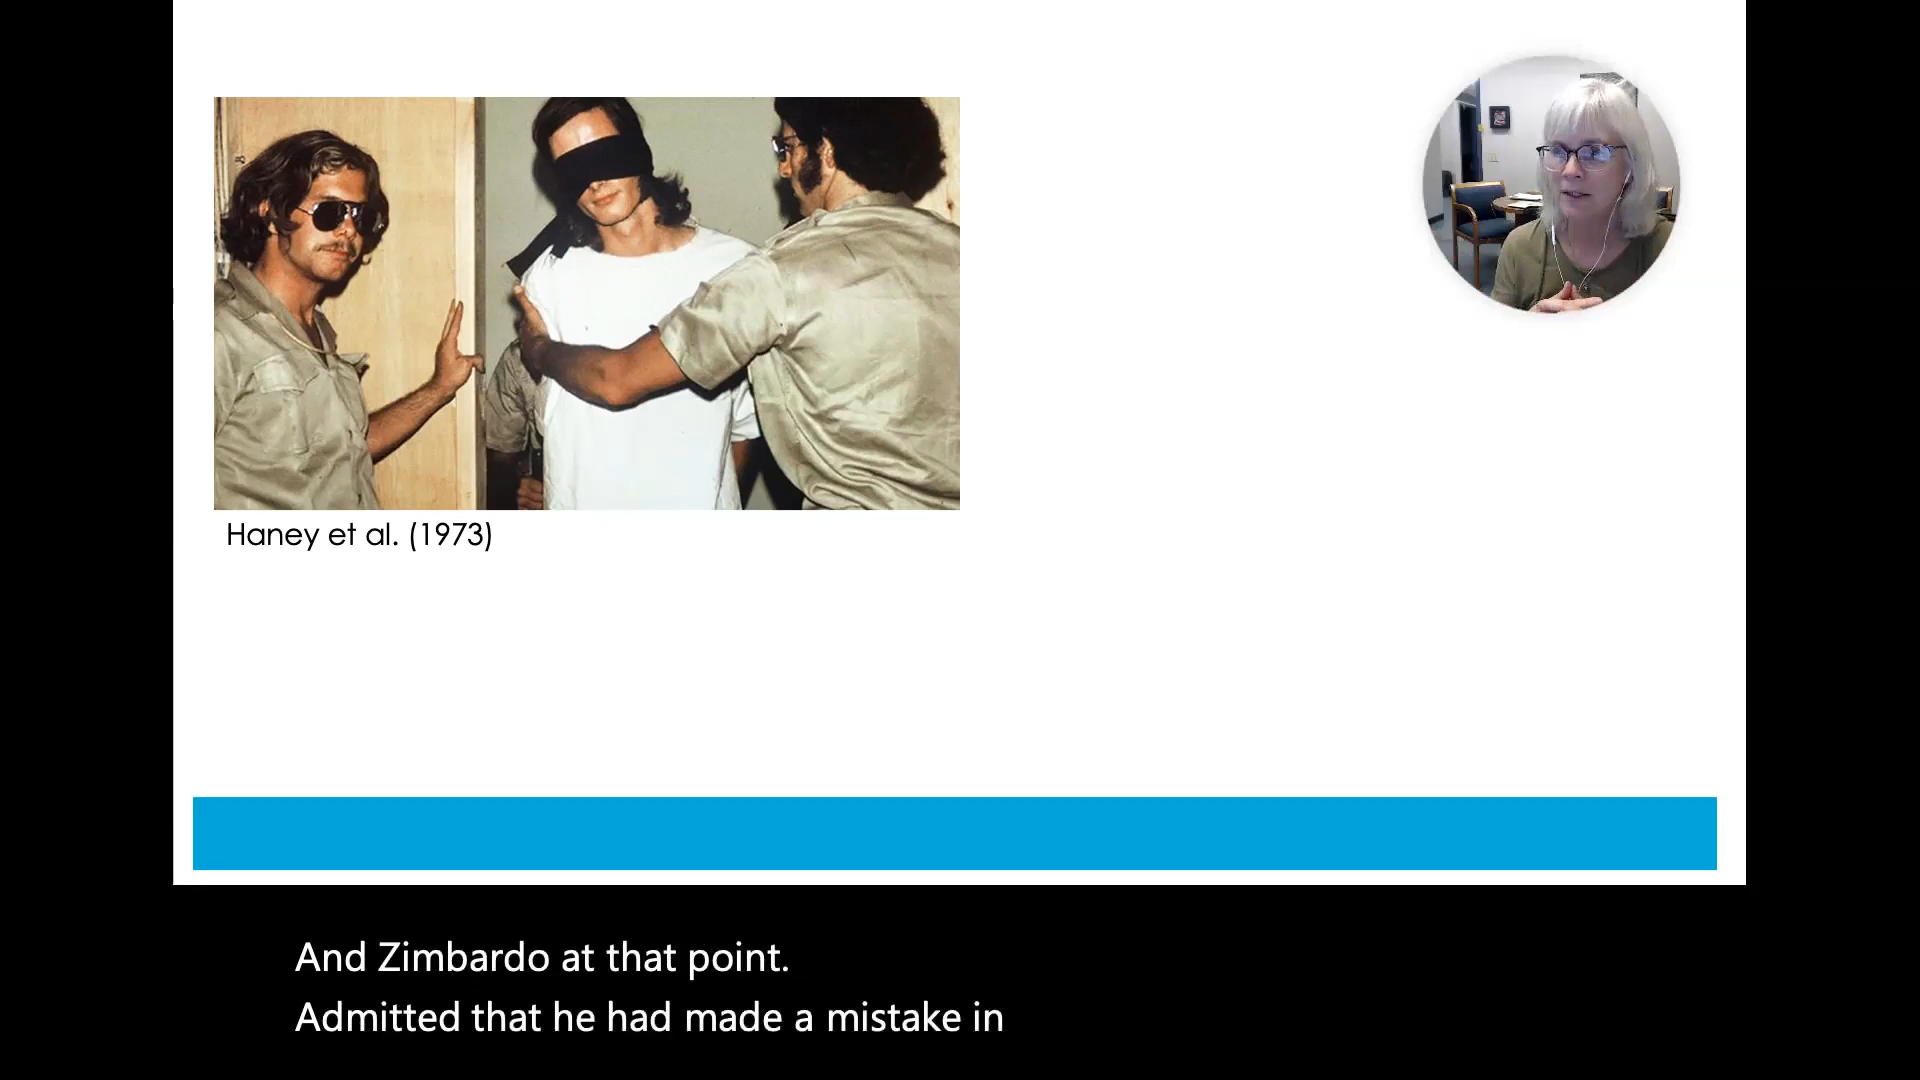 Haney et al. (1973)
And Zimbardo at that point.
Admitted that he had made a mistake in